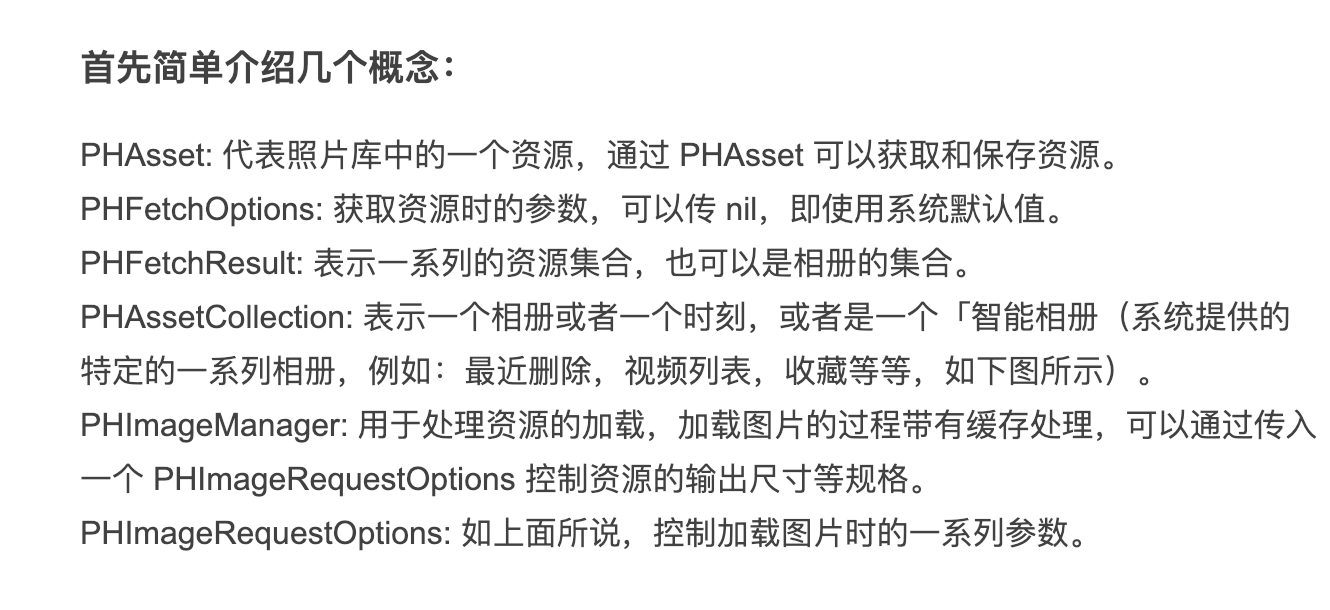 首先简单介绍几个概念：
PHAsset: 代表照片库中的一个资源，通过 PHAsset 可以获取和保存资源。
PHFetchOptions: 获取资源时的参数，可以传 nil，即使用系统默认值。
PHFetchResult: 表示一系列的资源集合，也可以是相册的集合。
PHAssetCollection: 表示一个相册或者一个时刻，或者是一个「智能相册（系统提供的
特定的一系列相册，例如：最近删除，视频列表，收藏等等，如下图所示）。
PHImageManager: 用于处理资源的加载，加载图片的过程带有缓存处理，可以通过传入
一个 PHImageRequestOptions 控制资源的输出尺寸等规格。
PHImageRequestOptions: 如上面所说，控制加载图片时的一系列参数。